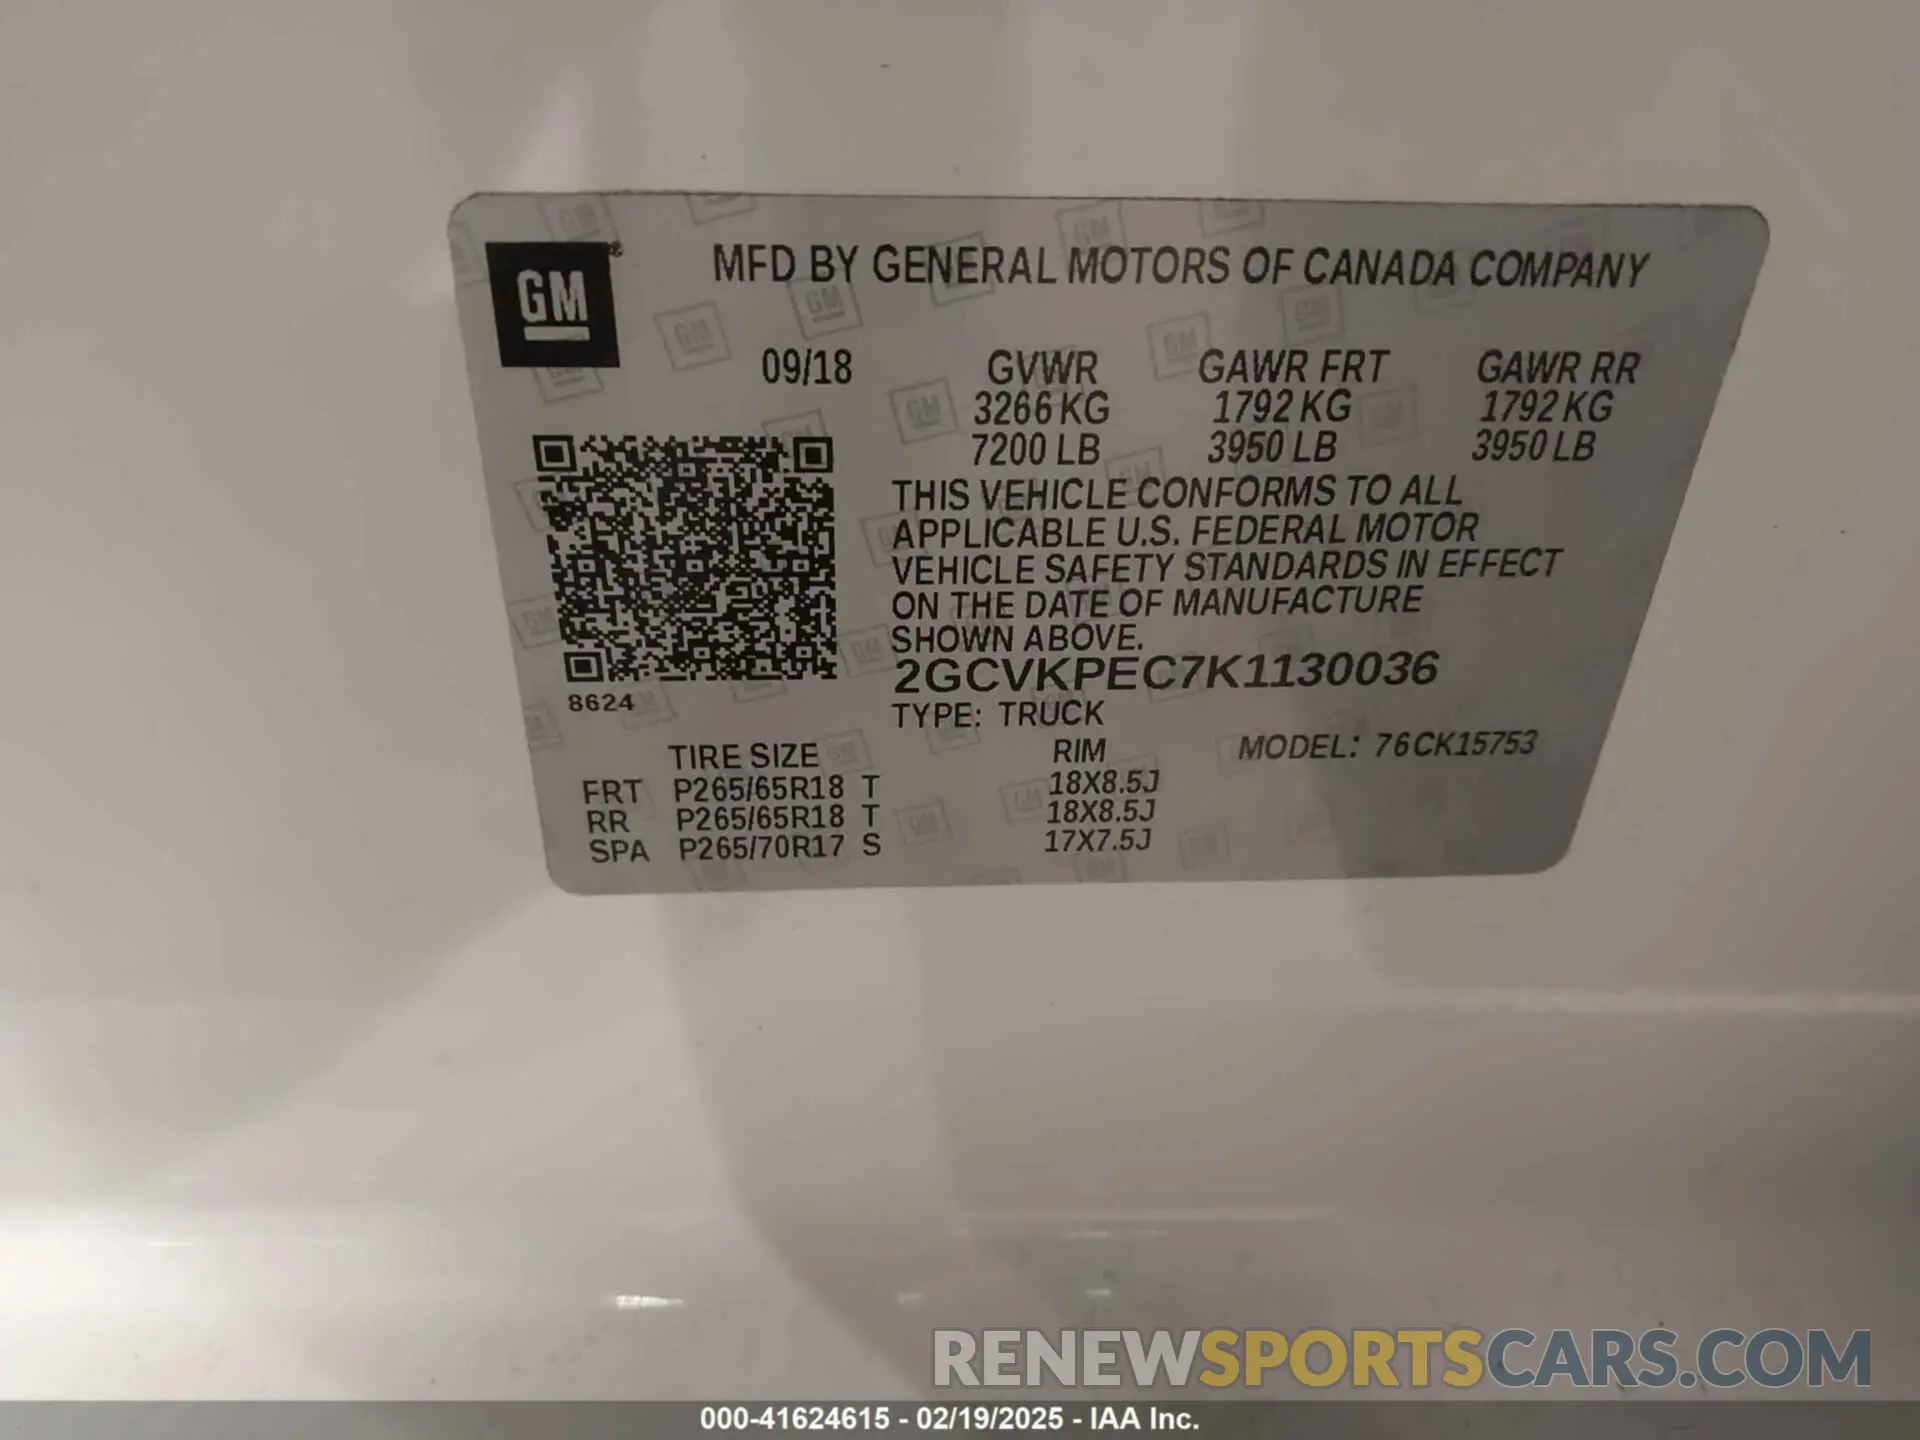 GM
MFD BY GENERAL MOTORS OF CANADA COMPANY
09/18 GVWR GAWR FRT GAWR RR
3266 KG 1792 KG 1792 KG
7200 LB 3950 LB 3950 LB
THIS VEHICLE CONFORMS TO ALL
APPLICABLE U.S. FEDERAL MOTOR
VEHICLE SAFETY STANDARDS IN EFFECT
ON THE DATE OF MANUFACTURE
SHOWN ABOVE.
2GCVKPEC7K1130036
8624
TYPE: TRUCK
TIRE SIZE RIM MODEL: 76CK15753
FRT P265/65R18 T 18X8.5J
RR P265/65R18 T 18X8.5J
SPA P265/70R17 S 17X7.5J
RENEWSPORTSCARS.COM
000-41624615 - 02/19/2025 - IAA Inc.